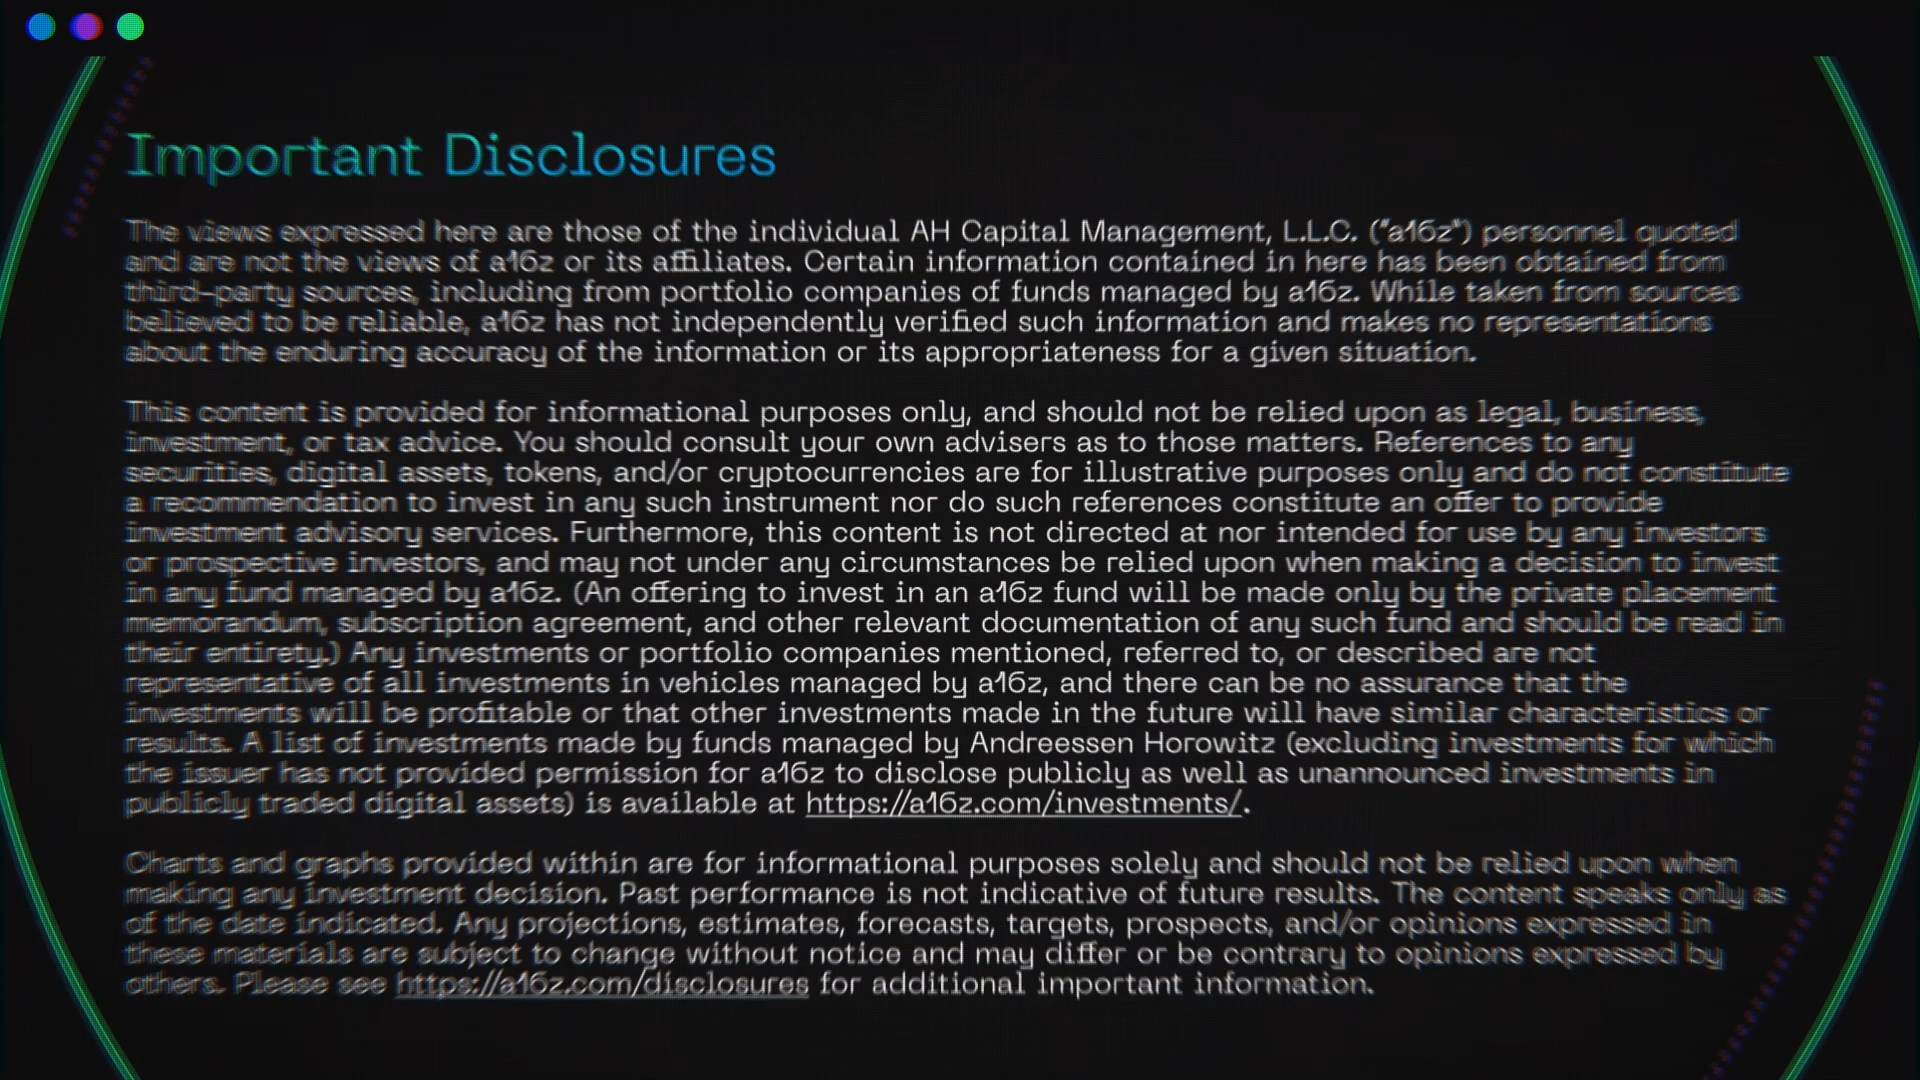 Important Disclosures
The views expressed here are those of the individual AH Capital Management, L.L.C. ("a16z") personnel quoted
and are not the views of a16z or its affiliates. Certain information contained in here has been obtained from
third-party sources, including from portfolio companies of funds managed by a16z. While taken from sources
believed to be reliable, a16z has not independently verified such information and makes no representations
about the enduring accuracy of the information or its appropriateness for a given situation.
This content is provided for informational purposes only, and should not be relied upon as legal, business,
investment, or tax advice. You should consult your own advisers as to those matters. References to any
securities, digital assets, tokens, and/or cryptocurrencies are for illustrative purposes only and do not constitute
a recommendation to invest in any such instrument nor do such references constitute an offer to provide
investment advisory services. Furthermore, this content is not directed at nor intended for use by any investors
or prospective investors, and may not under any circumstances be relied upon when making a decision to invest
in any fund managed by a16z. (An offering to invest in an a16z fund will be made only by the private placement
memorandum, subscription agreement, and other relevant documentation of any such fund and should be read in
their entirety.) Any investments or portfolio companies mentioned, referred to, or described are not
representative of all investments in vehicles managed by a16z, and there can be no assurance that the
investments will be profitable or that other investments made in the future will have similar characteristics or
results. A list of investments made by funds managed by Andreessen Horowitz (excluding investments for which
the issuer has not provided permission for a16z to disclose publicly as well as unannounced investments in
publicly traded digital assets) is available at https://a16z.com/investments/.
Charts and graphs provided within are for informational purposes solely and should not be relied upon when
making any investment decision. Past performance is not indicative of future results. The content speaks only as
of the date indicated. Any projections, estimates, forecasts, targets, prospects, and/or opinions expressed in
these materials are subject to change without notice and may differ or be contrary to opinions expressed by
others. Please see https://a16z.com/disclosures for additional important information.